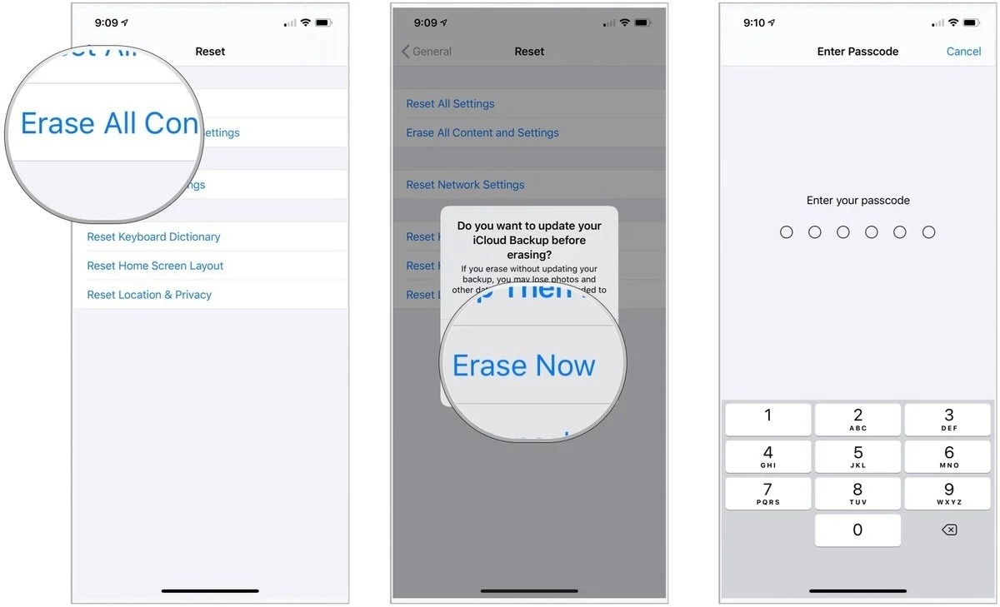 9:09
Reset
Erase All Con
ettings
ngs
Reset Keyboard Dictionary
Reset Home Screen Layout
Reset Location & Privacy
9:09
General
Reset
Reset All Settings
Erase All Content and Settings
Reset Network Settings
Do you want to update your
iCloud Backup before
erasing?
If you erase without updating your
backup, you may lose photos and
other da
ded to
Reset
Reset
Reset
Erase Now
9:10
Enter Passcode
Cancel
Enter your passcode
1
2 ABC
3 DEF
4 GHI
5 JKL
6 MNO
7 PQRS
8 TUV
9 WXYZ
0